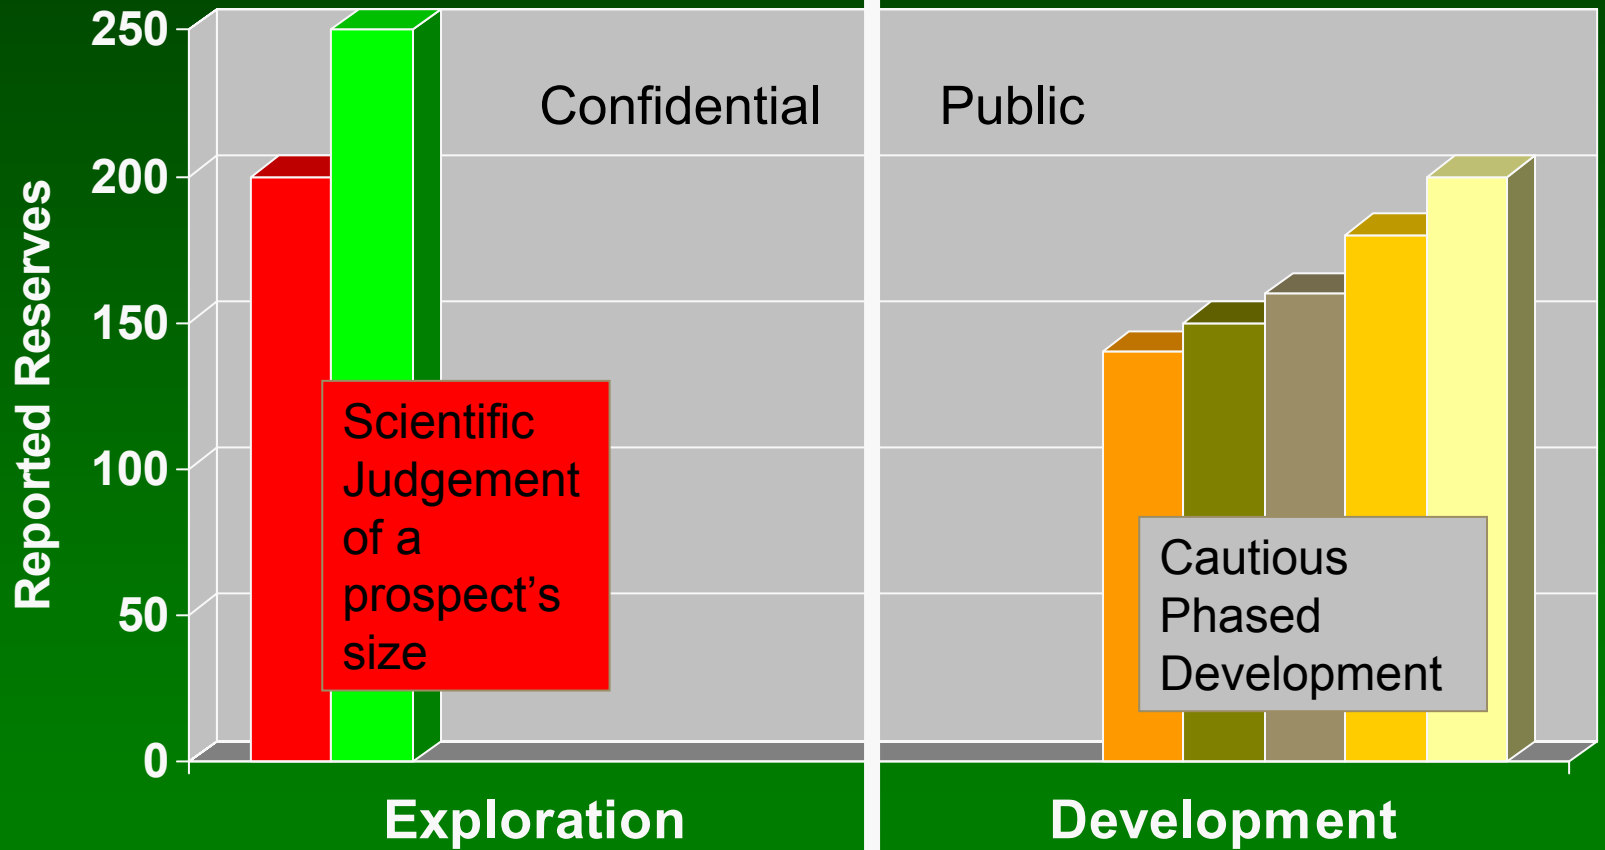 250
200
150
100
50
0
Reported Reserves
Confidential
Public
Scientific
Judgement
of a
prospect’s
size
Cautious
Phased
Development
Exploration
Development